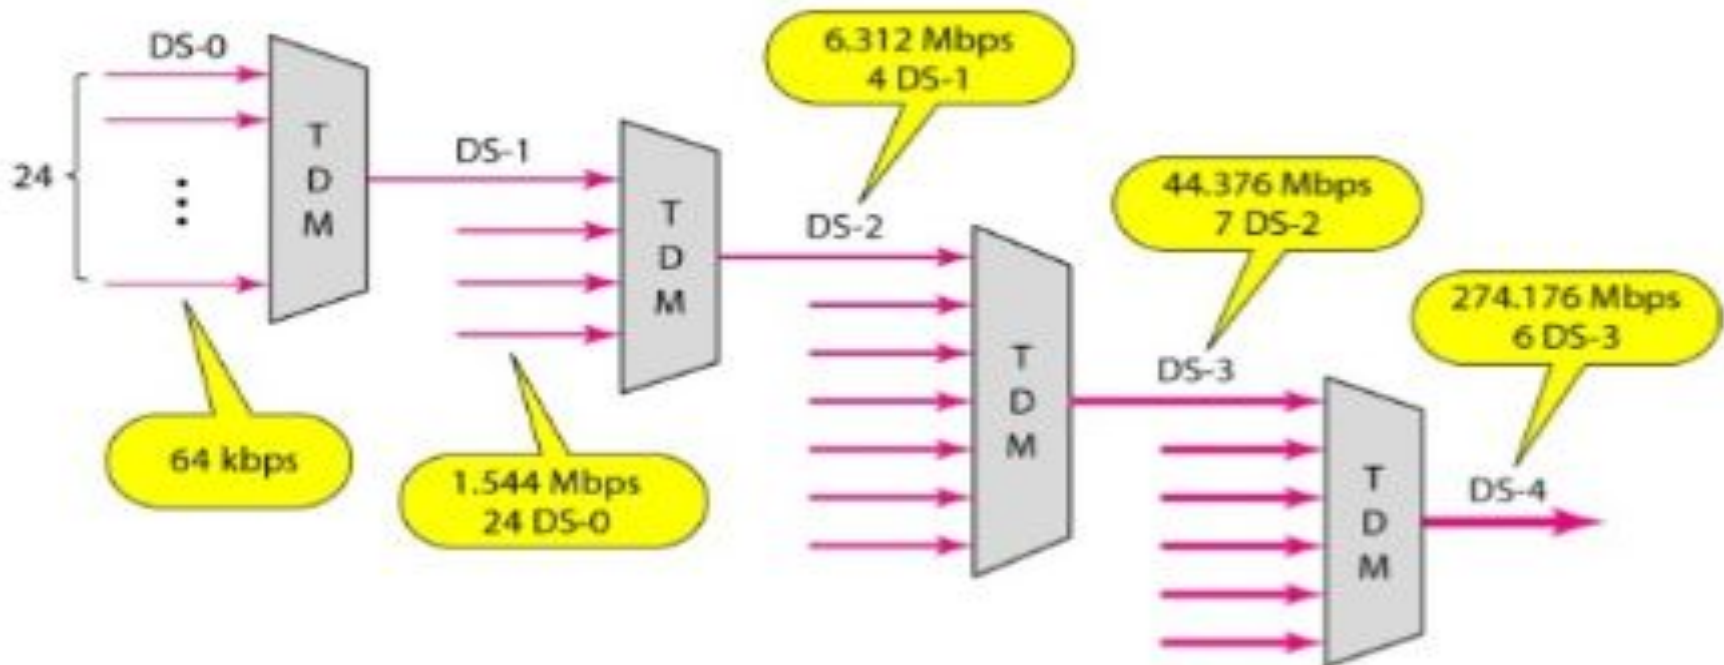 DS-0
24
T
D
M
64 kbps
DS-1
1.544 Mbps
24 DS-0
T
D
M
6.312 Mbps
4 DS-1
DS-2
T
D
M
44.376 Mbps
7 DS-2
DS-3
T
D
M
274.176 Mbps
6 DS-3
DS-4